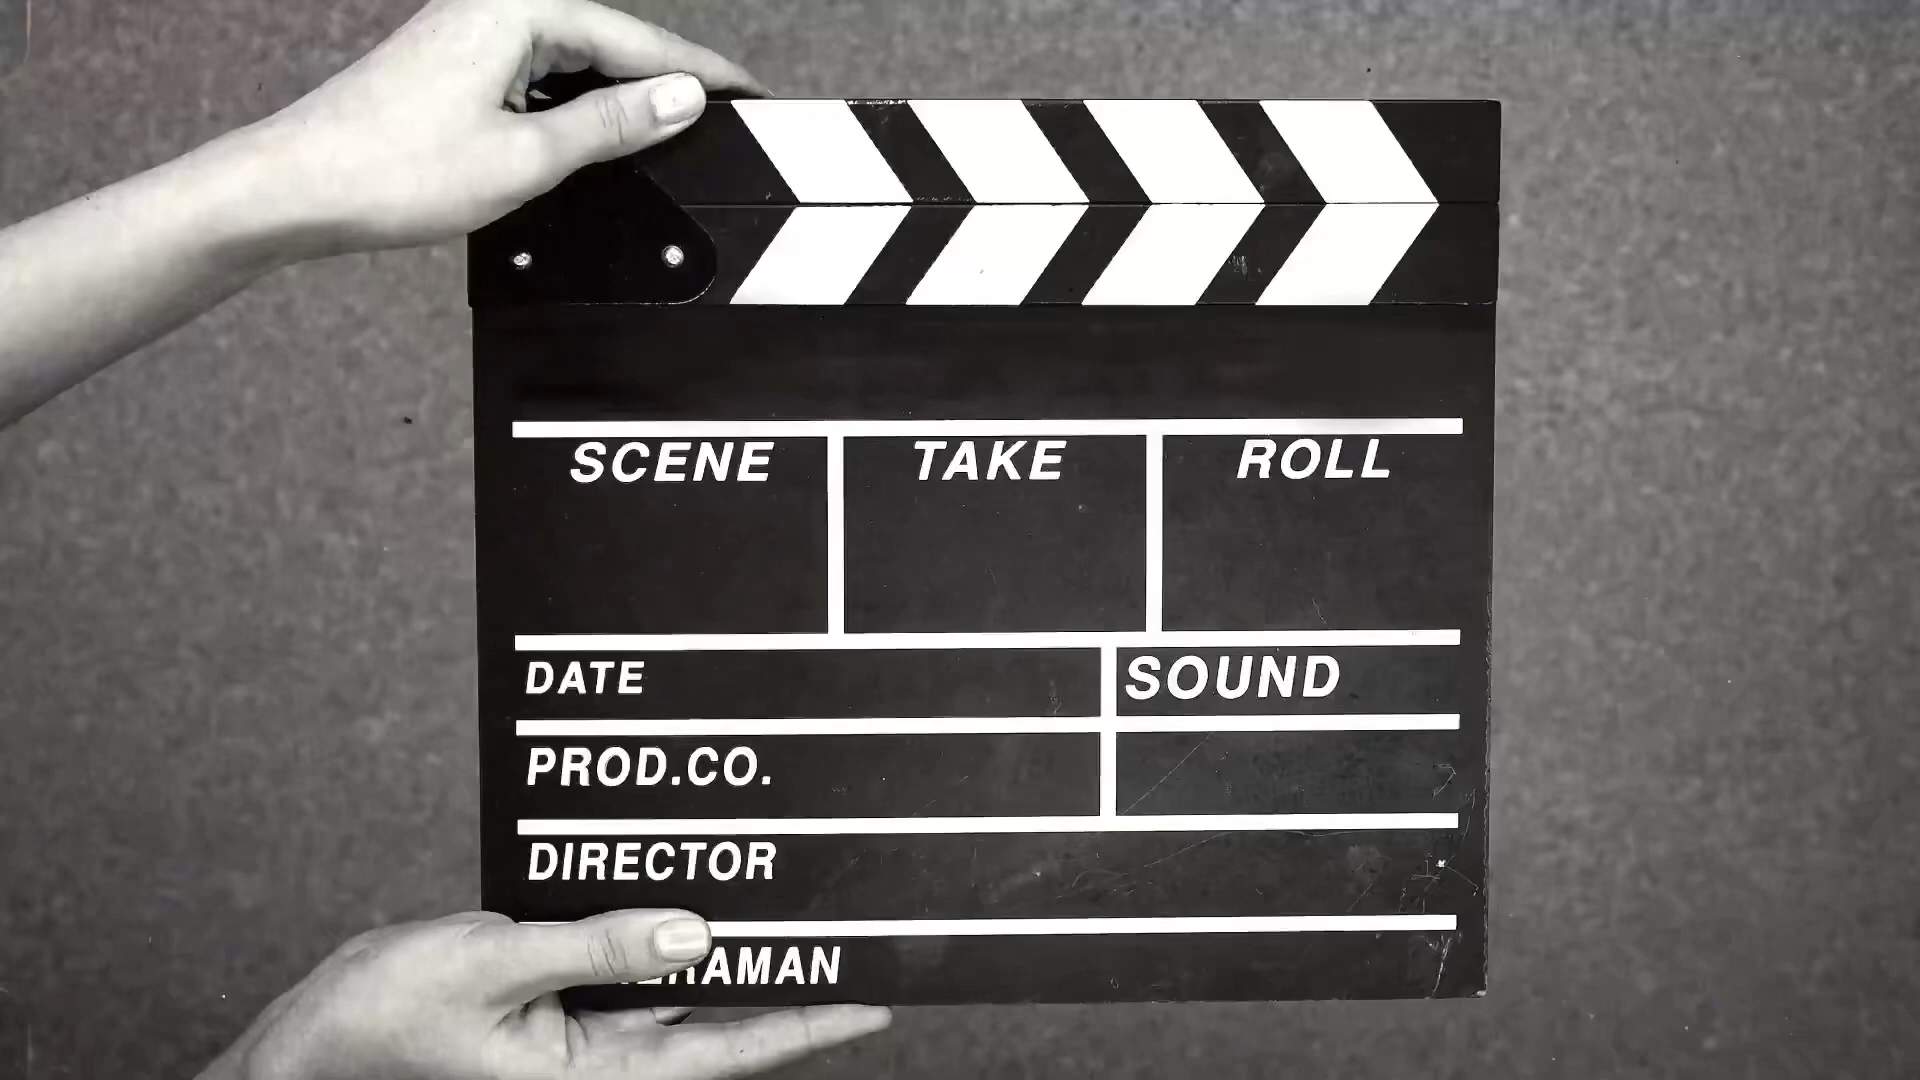 SCENE TAKE ROLL
DATE SOUND
PROD.CO.
DIRECTOR